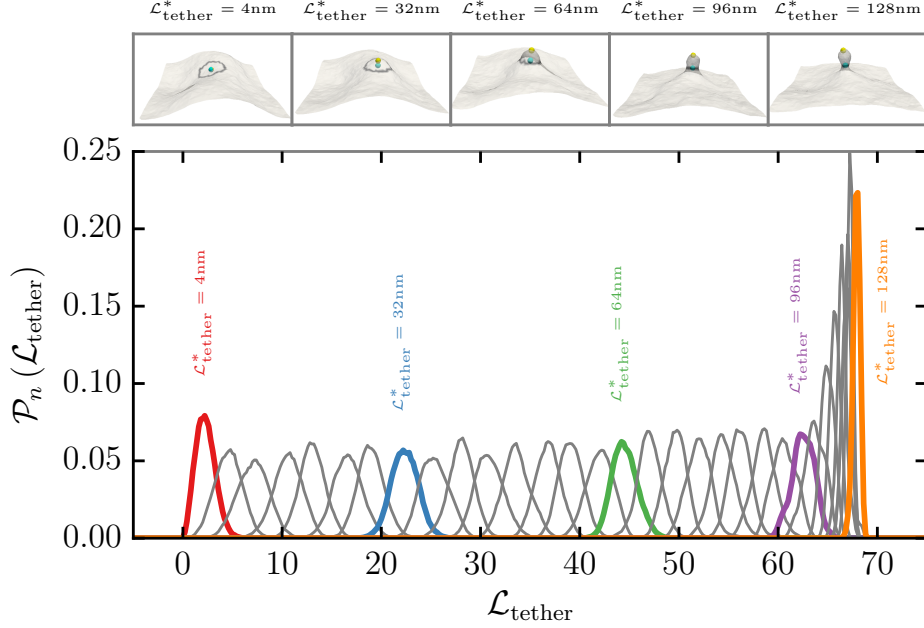 ℒ*tether = 4nm ℒ*tether = 32nm ℒ*tether = 64nm ℒ*tether = 96nm ℒ*tether = 128nm
0.25
0.20
0.15
0.10
0.05
0.00
𝒫n (ℒtether)
ℒ*tether = 4nm
ℒ*tether = 32nm
ℒ*tether = 64nm
ℒ*tether = 96nm
ℒ*tether = 128nm
0 10 20 30 40 50 60 70
ℒtether